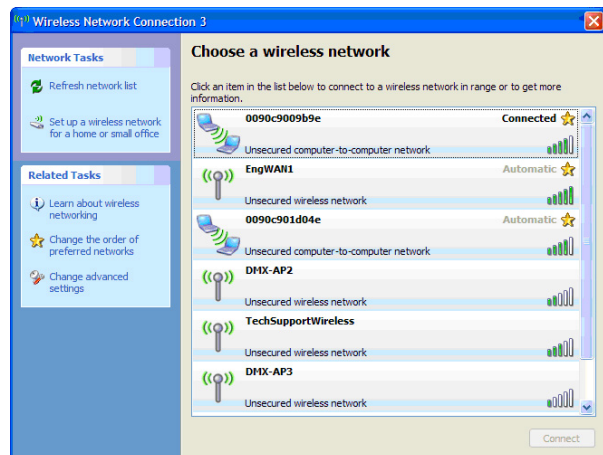 Wireless Network Connection 3
Network Tasks
Refresh network list
Set up a wireless network
for a home or small office
Related Tasks
Learn about wireless
networking
Change the order of
preferred networks
Change advanced
settings
Choose a wireless network
Click an item in the list below to connect to a wireless network in range or to get more
information.
0090c9009b9e Connected
Unsecured computer-to-computer network
EngWAN1 Automatic
Unsecured wireless network
0090c901d04e Automatic
Unsecured computer-to-computer network
DMX-AP2
Unsecured wireless network
TechSupportWireless
Unsecured wireless network
DMX-AP3
Unsecured wireless network
Connect